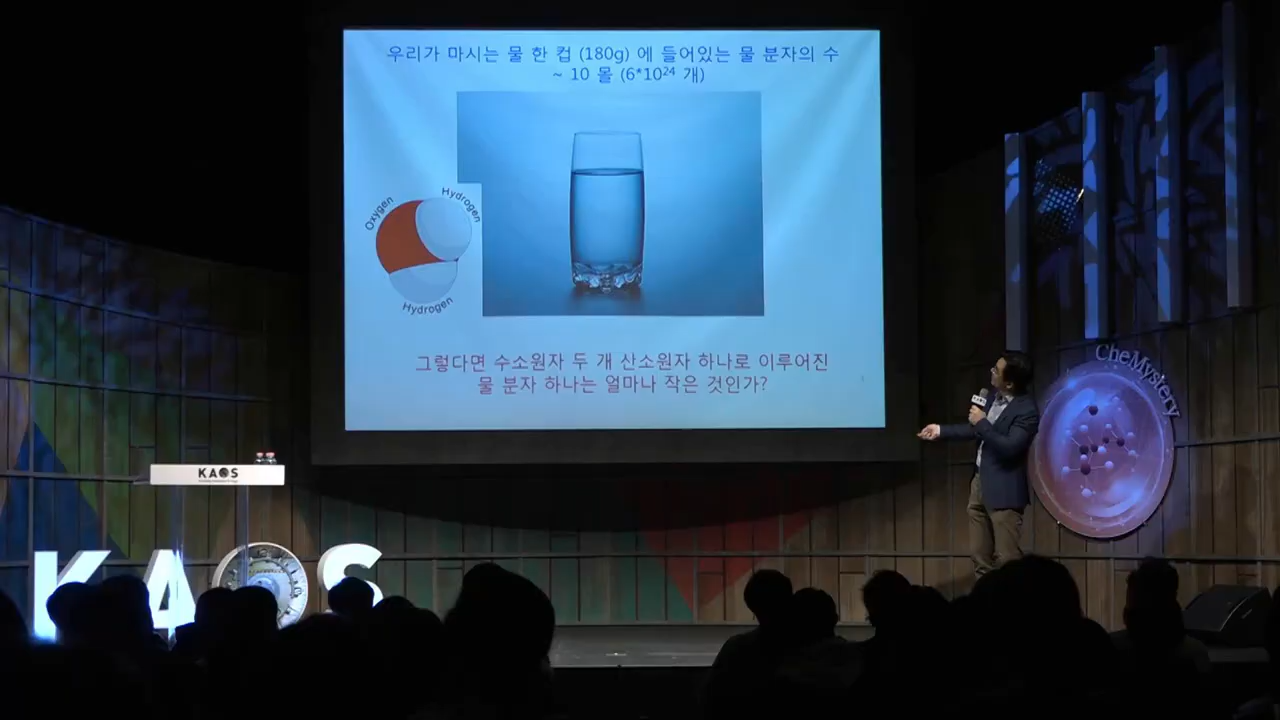 우리가 마시는 물 한 컵 (180g) 에 들어있는 물 분자의 수
~ 10 몰 (6*10²⁴ 개)
Oxygen
Hydrogen
Hydrogen
그렇다면 수소원자 두 개 산소원자 하나로 이루어진
물 분자 하나는 얼마나 작은 것인가?
CheMystery
KAOS
KAOS